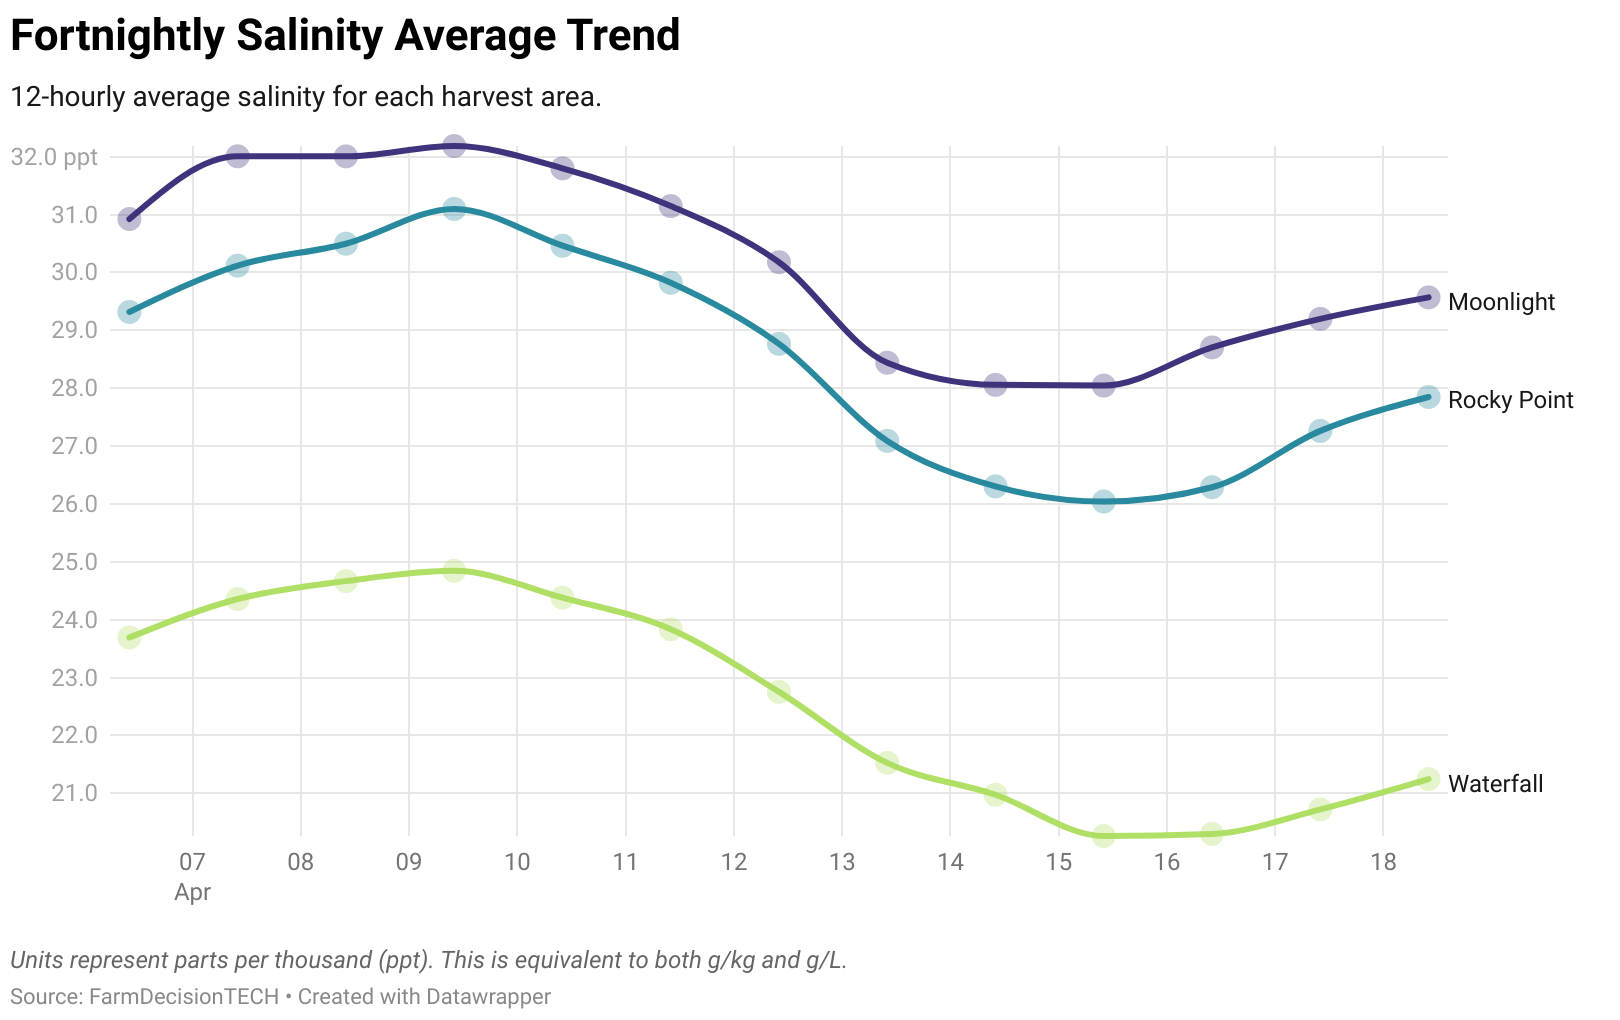 Fortnightly Salinity Average Trend
12-hourly average salinity for each harvest area.
32.0 ppt
31.0
30.0
29.0
28.0
27.0
26.0
25.0
24.0
23.0
22.0
21.0
Moonlight
Rocky Point
Waterfall
07 08 09 10 11 12 13 14 15 16 17 18
Apr
Units represent parts per thousand (ppt). This is equivalent to both g/kg and g/L.
Source: FarmDecisionTECH • Created with Datawrapper